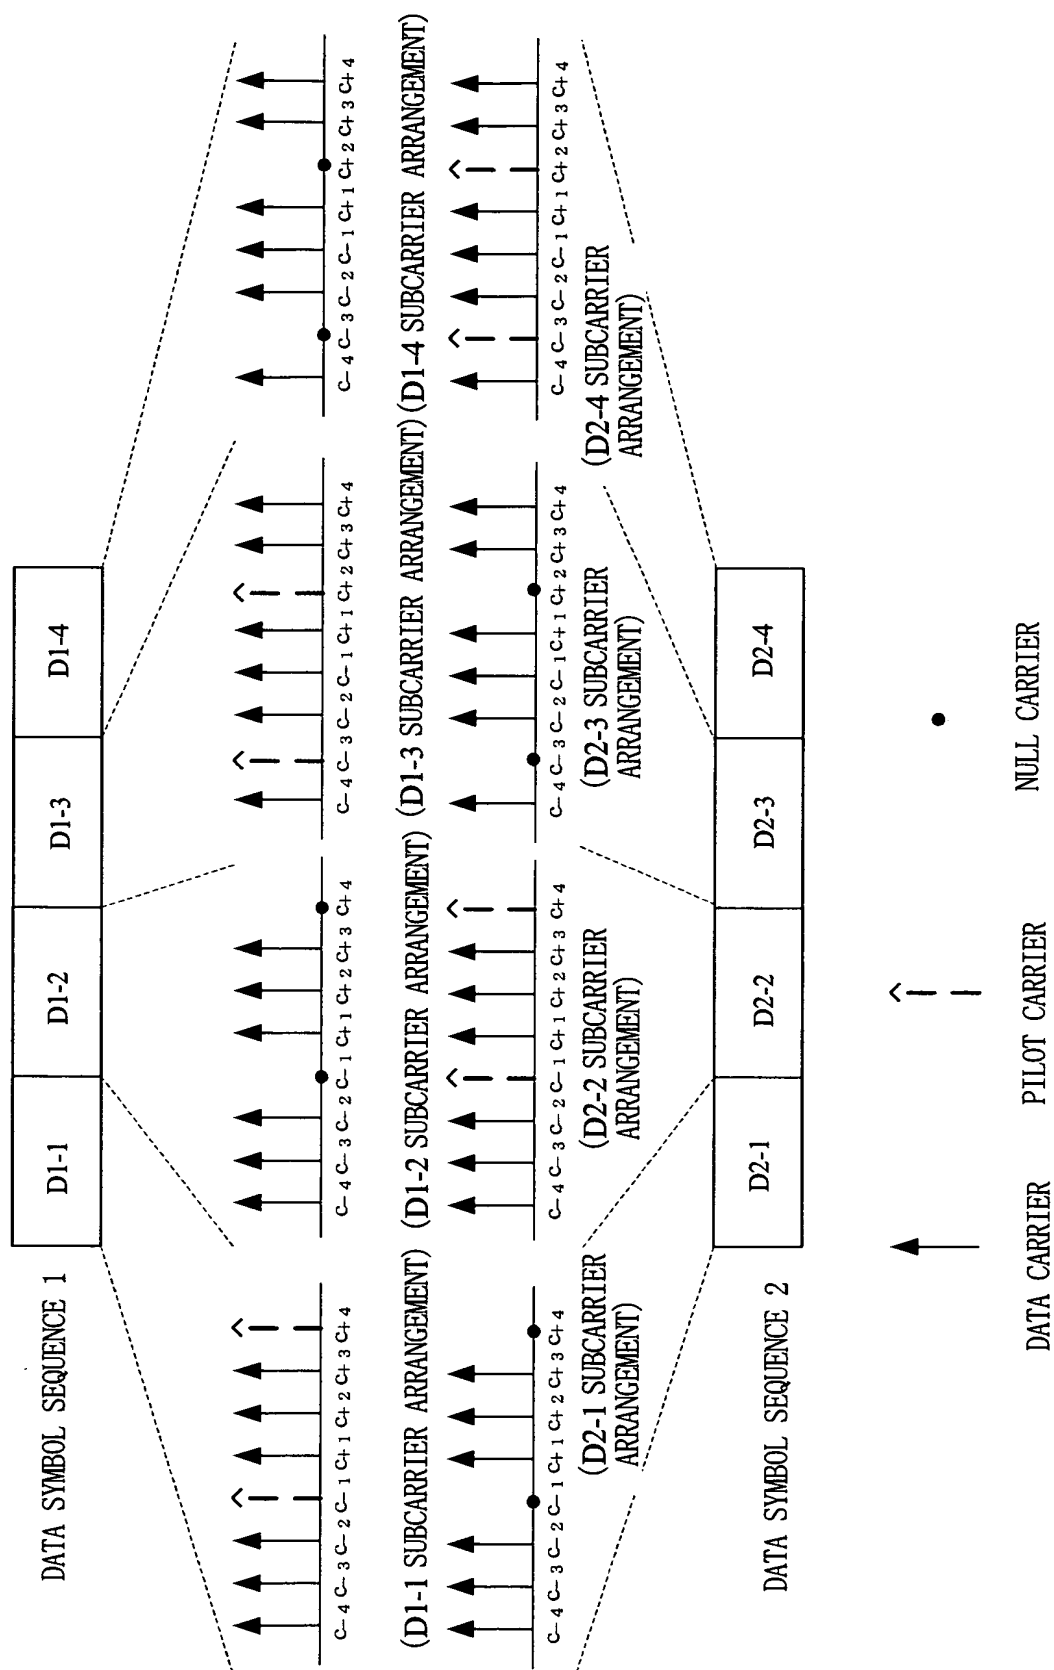 DATA SYMBOL SEQUENCE 1
D1-1 D1-2 D1-3 D1-4
C-4 C-3 C-2 C-1 C+1 C+2 C+3 C+4
C-4 C-3 C-2 C-1 C+1 C+2 C+3 C+4
C-4 C-3 C-2 C-1 C+1 C+2 C+3 C+4
C-4 C-3 C-2 C-1 C+1 C+2 C+3 C+4
(D1-1 SUBCARRIER ARRANGEMENT)
(D1-2 SUBCARRIER ARRANGEMENT)
(D1-3 SUBCARRIER ARRANGEMENT)
(D1-4 SUBCARRIER ARRANGEMENT)
C-4 C-3 C-2 C-1 C+1 C+2 C+3 C+4
C-4 C-3 C-2 C-1 C+1 C+2 C+3 C+4
C-4 C-3 C-2 C-1 C+1 C+2 C+3 C+4
C-4 C-3 C-2 C-1 C+1 C+2 C+3 C+4
(D2-1 SUBCARRIER
ARRANGEMENT)
(D2-2 SUBCARRIER
ARRANGEMENT)
(D2-3 SUBCARRIER
ARRANGEMENT)
(D2-4 SUBCARRIER
ARRANGEMENT)
D2-1 D2-2 D2-3 D2-4
DATA SYMBOL SEQUENCE 2
DATA CARRIER
PILOT CARRIER
NULL CARRIER